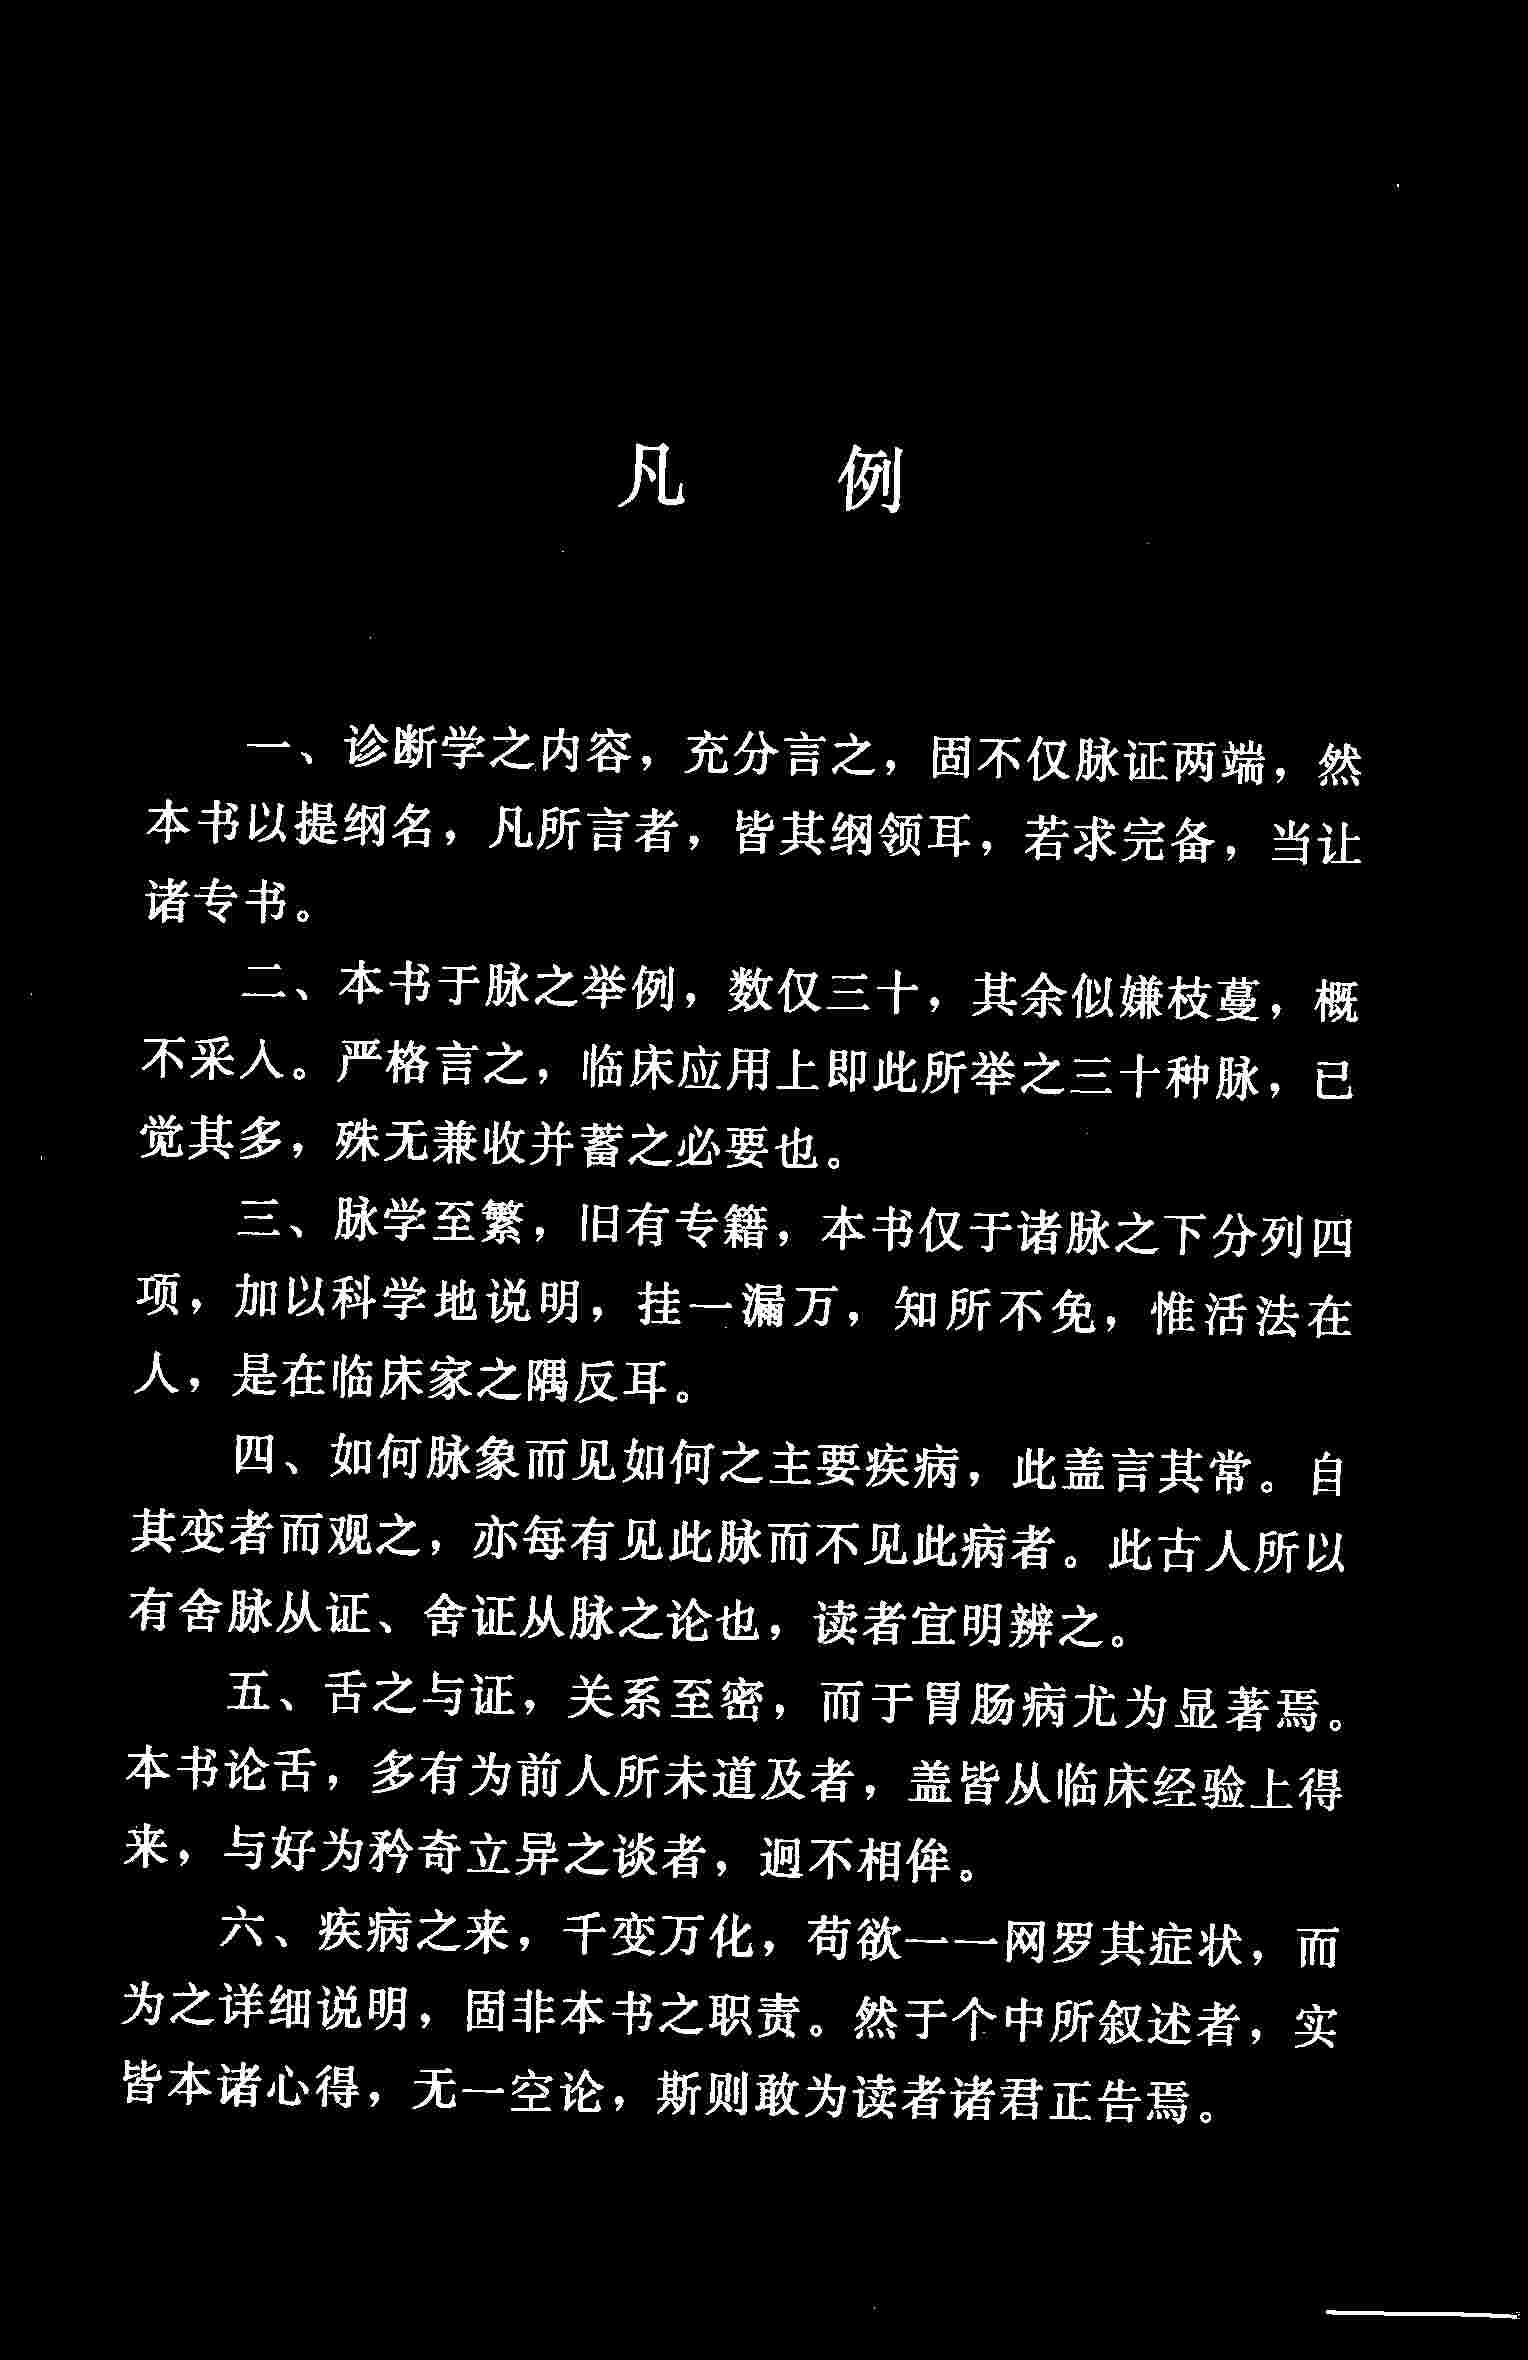 凡 例
一、诊断学之内容，充分言之，固不仅脉证两端，然
本书以提纲名，凡所言者，皆其纲领耳，若求完备，当让
诸专书。
二、本书于脉之举例，数仅三十，其余似嫌枝蔓，概
不采入。严格言之，临床应用上即此所举之三十种脉，已
觉其多，殊无兼收并蓄之必要也。
三、脉学至繁，旧有专籍，本书仅于诸脉之下分列四
项，加以科学地说明，挂一漏万，知所不免，惟活法在
人，是在临床家之隅反耳。
四、如何脉象而见如何之主要疾病，此盖言其常。自
其变者而观之，亦每有见此脉而不见此病者。此古人所以
有舍脉从证、舍证从脉之论也，读者宜明辨之。
五、舌之与证，关系至密，而于胃肠病尤为显著焉。
本书论舌，多有为前人所未道及者，盖皆从临床经验上得
来，与好为矜奇立异之谈者，迥不相侔。
六、疾病之来，千变万化，苟欲一一网罗其症状，而
为之详细说明，固非本书之职责。然于个中所叙述者，实
皆本诸心得，无一空论，斯则敢为读者诸君正告焉。